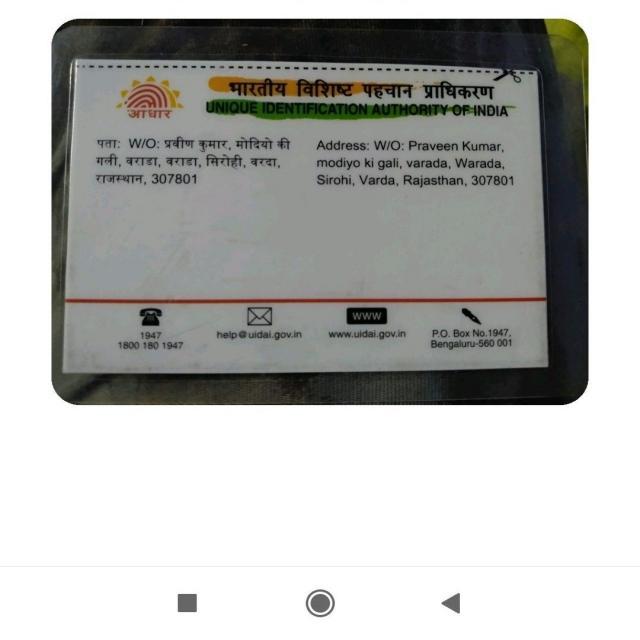 आधार
भारतीय विशिष्ट पहचान प्राधिकरण
UNIQUE IDENTIFICATION AUTHORITY OF INDIA
पता: W/O: प्रवीण कुमार, मोदियो की
गली, वराडा, वराडा, सिरोही, वरदा,
राजस्थान, 307801
Address: W/O: Praveen Kumar,
modiyo ki gali, varada, Warada,
Sirohi, Varda, Rajasthan, 307801
1947
1800 180 1947
help@uidai.gov.in
www
www.uidai.gov.in
P.O. Box No.1947,
Bengaluru-560 001